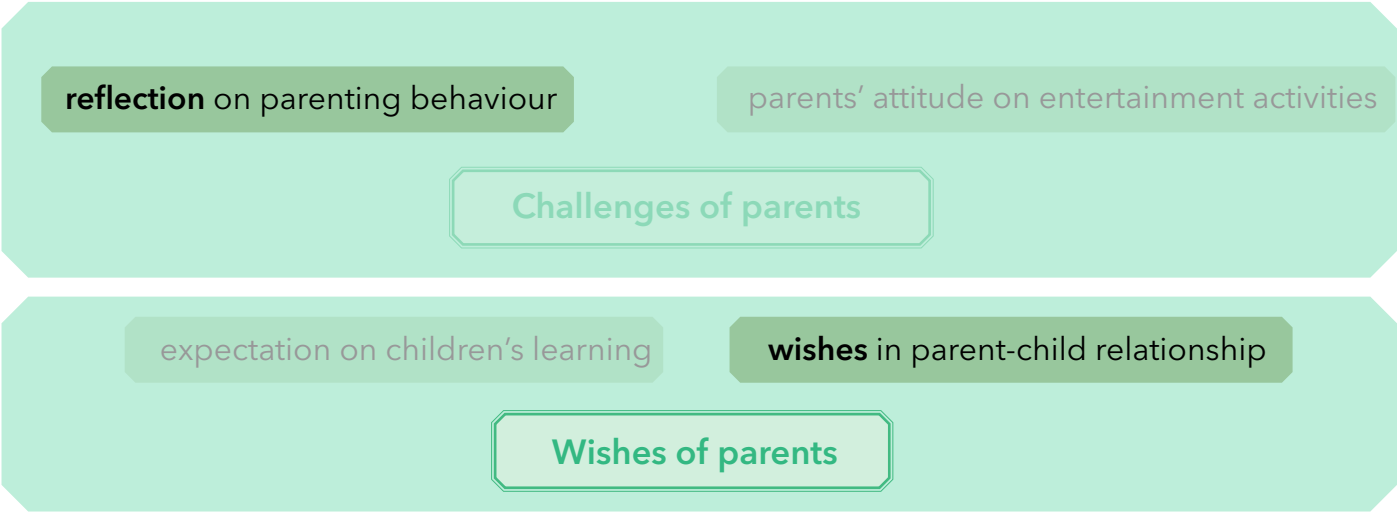 reflection on parenting behaviour
parents’ attitude on entertainment activities
Challenges of parents
expectation on children’s learning
wishes in parent-child relationship
Wishes of parents